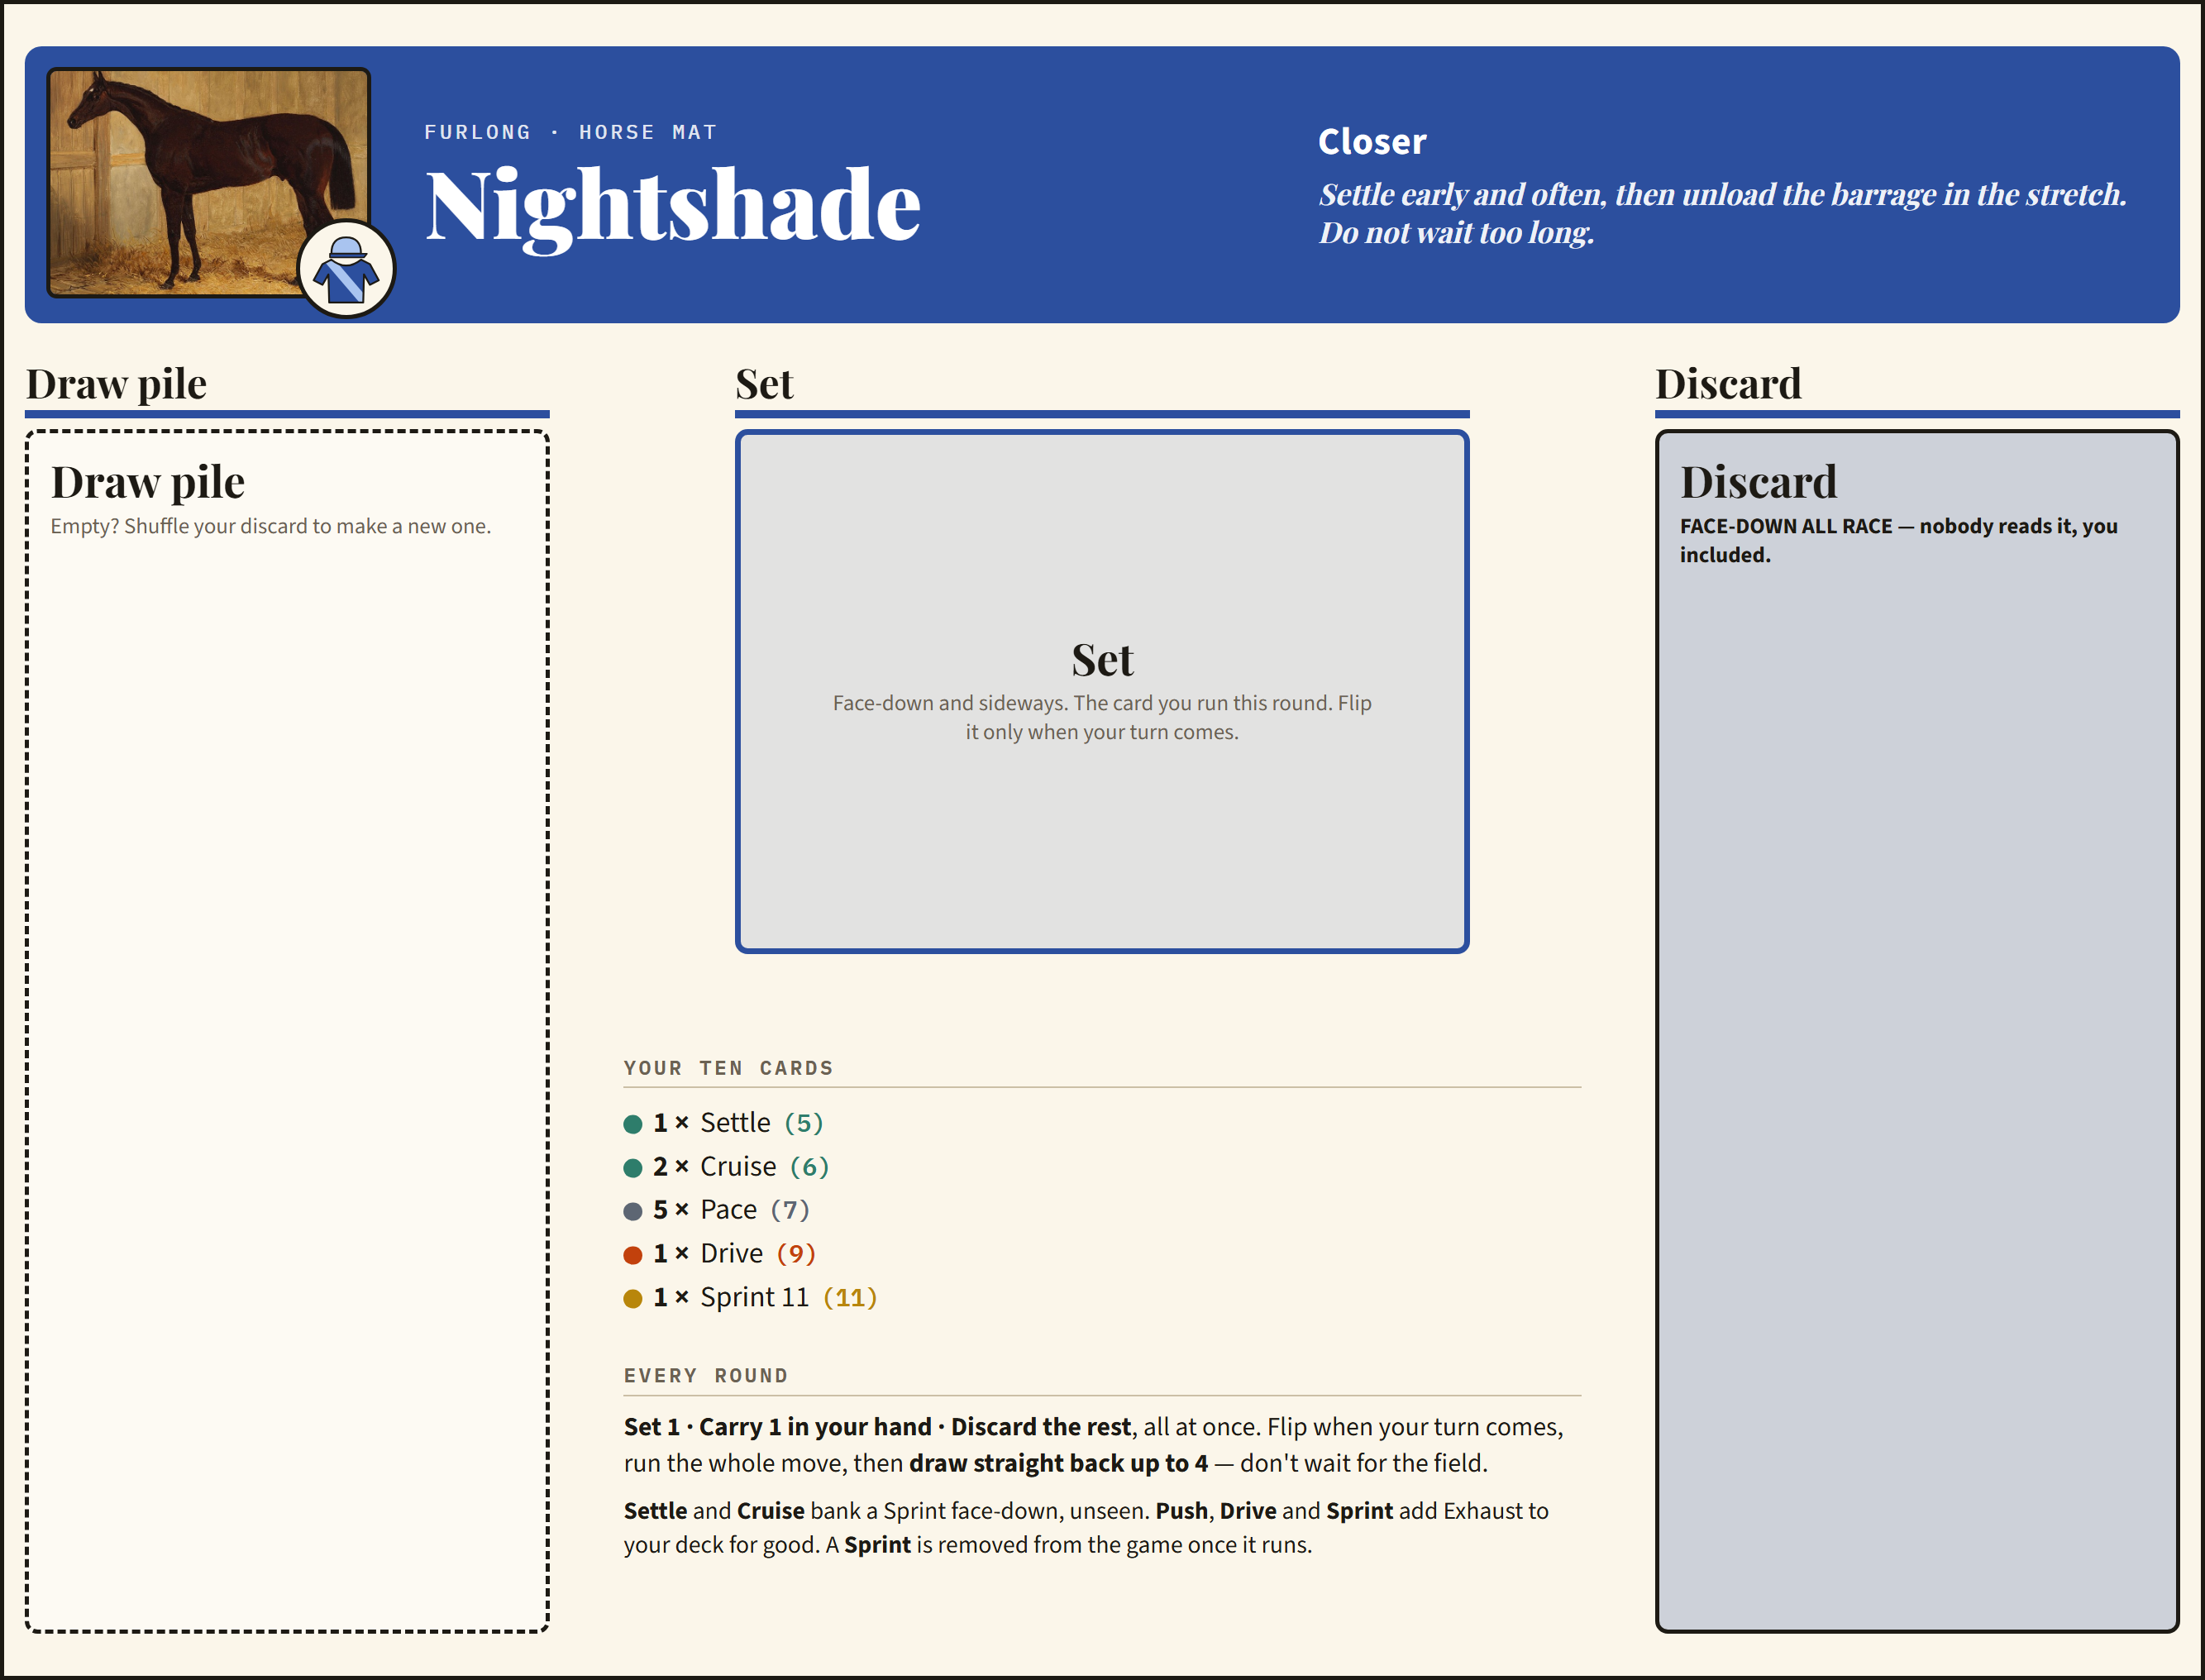 FURLONG · HORSE MAT
Nightshade
Closer
Settle early and often, then unload the barrage in the stretch.
Do not wait too long.
Draw pile
Draw pile
Empty? Shuffle your discard to make a new one.
Set
Set
Face-down and sideways. The card you run this round. Flip
it only when your turn comes.
Discard
Discard
FACE-DOWN ALL RACE — nobody reads it, you
included.
YOUR TEN CARDS
1 × Settle (5)
2 × Cruise (6)
5 × Pace (7)
1 × Drive (9)
1 × Sprint 11 (11)
EVERY ROUND
Set 1 · Carry 1 in your hand · Discard the rest, all at once. Flip when your turn comes,
run the whole move, then draw straight back up to 4 — don't wait for the field.
Settle and Cruise bank a Sprint face-down, unseen. Push, Drive and Sprint add Exhaust to
your deck for good. A Sprint is removed from the game once it runs.